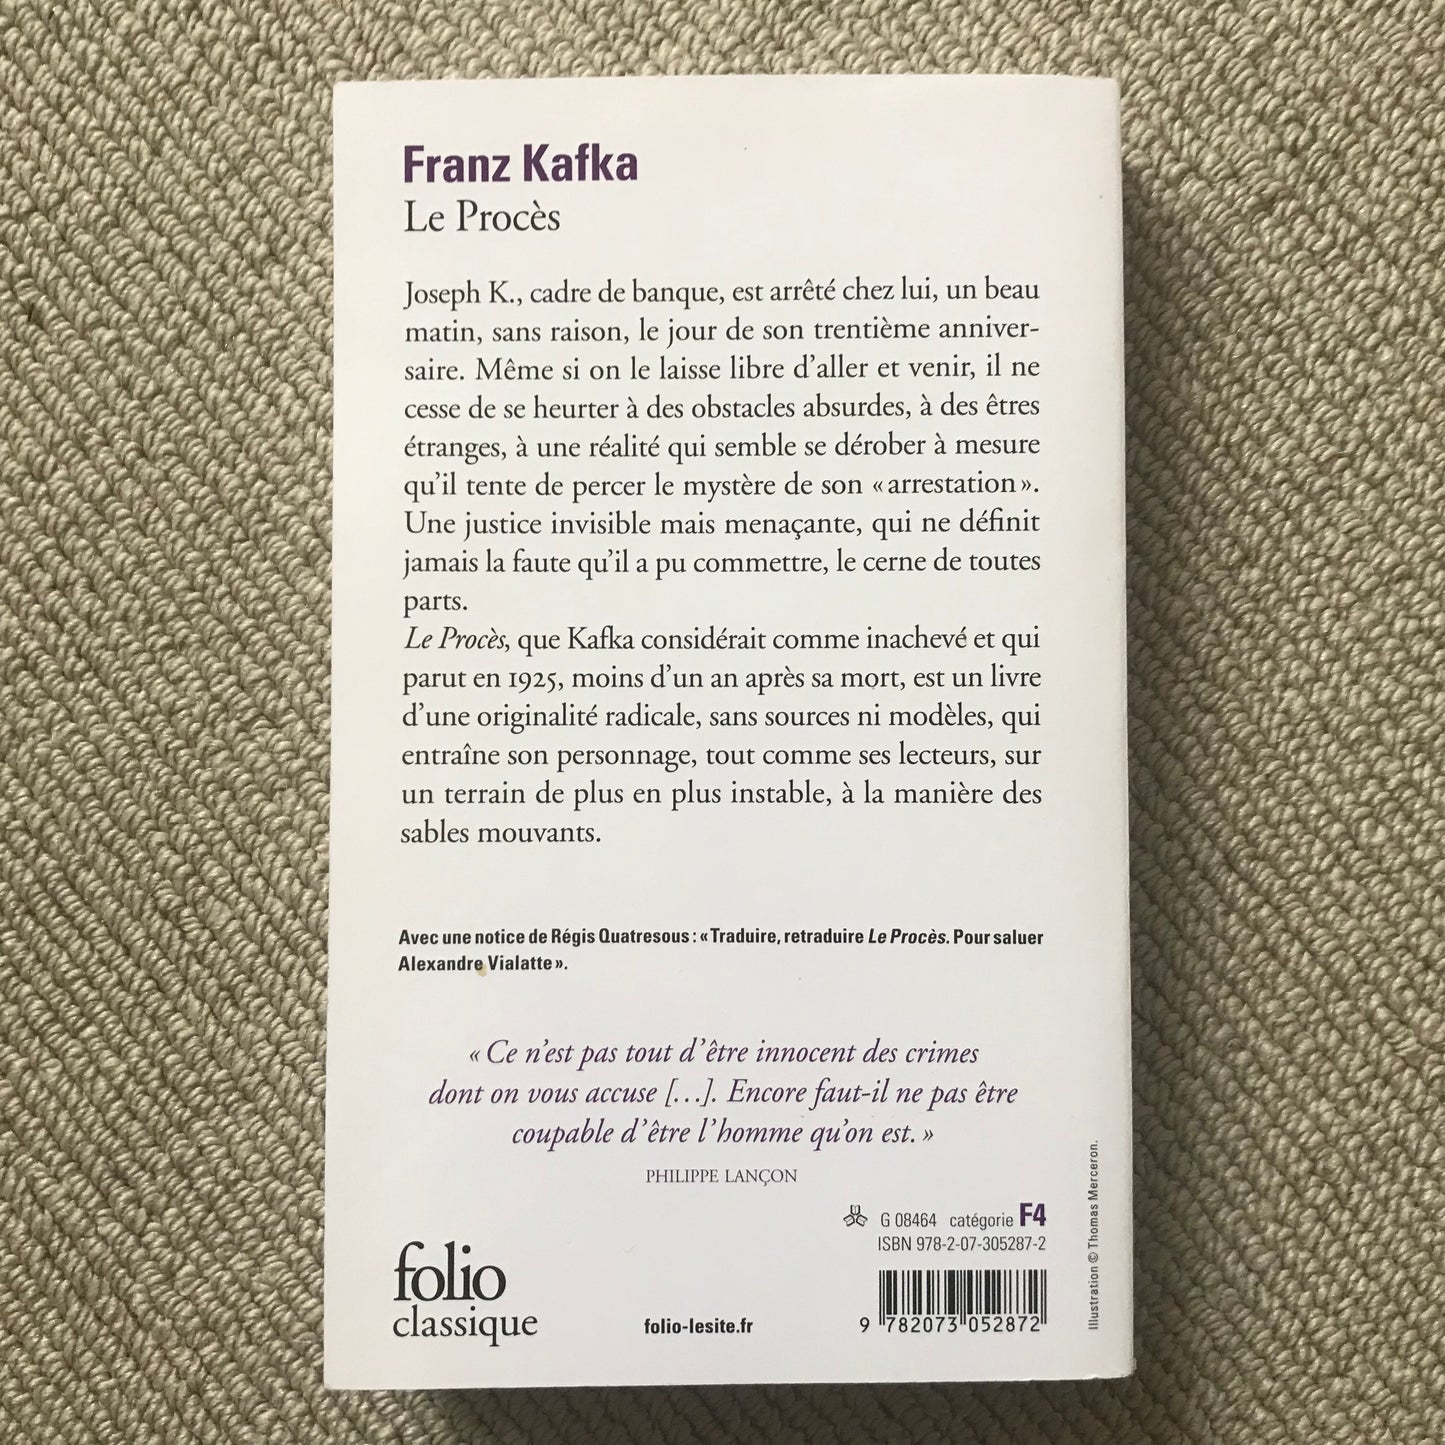 Franz Kafka
Le Procès
Joseph K., cadre de banque, est arrêté chez lui, un beau
matin, sans raison, le jour de son trentième anniver-
saire. Même si on le laisse libre d'aller et venir, il ne
cesse de se heurter à des obstacles absurdes, à des êtres
étranges, à une réalité qui semble se dérober à mesure
qu'il tente de percer le mystère de son « arrestation ».
Une justice invisible mais menaçante, qui ne définit
jamais la faute qu'il a pu commettre, le cerne de toutes
parts.
Le Procès, que Kafka considérait comme inachevé et qui
parut en 1925, moins d'un an après sa mort, est un livre
d'une originalité radicale, sans sources ni modèles, qui
entraîne son personnage, tout comme ses lecteurs, sur
un terrain de plus en plus instable, à la manière des
sables mouvants.
Avec une notice de Régis Quatresous : « Traduire, retraduire Le Procès. Pour saluer
Alexandre Vialatte ».
« Ce n'est pas tout d'être innocent des crimes
dont on vous accuse [...]. Encore faut-il ne pas être
coupable d'être l'homme qu'on est. »
PHILIPPE LANÇON
G 08464 catégorie F4
ISBN 978-2-07-305287-2
folio
classique
folio-lesite.fr
9 782073 052872
Illustration © Thomas Merceron.